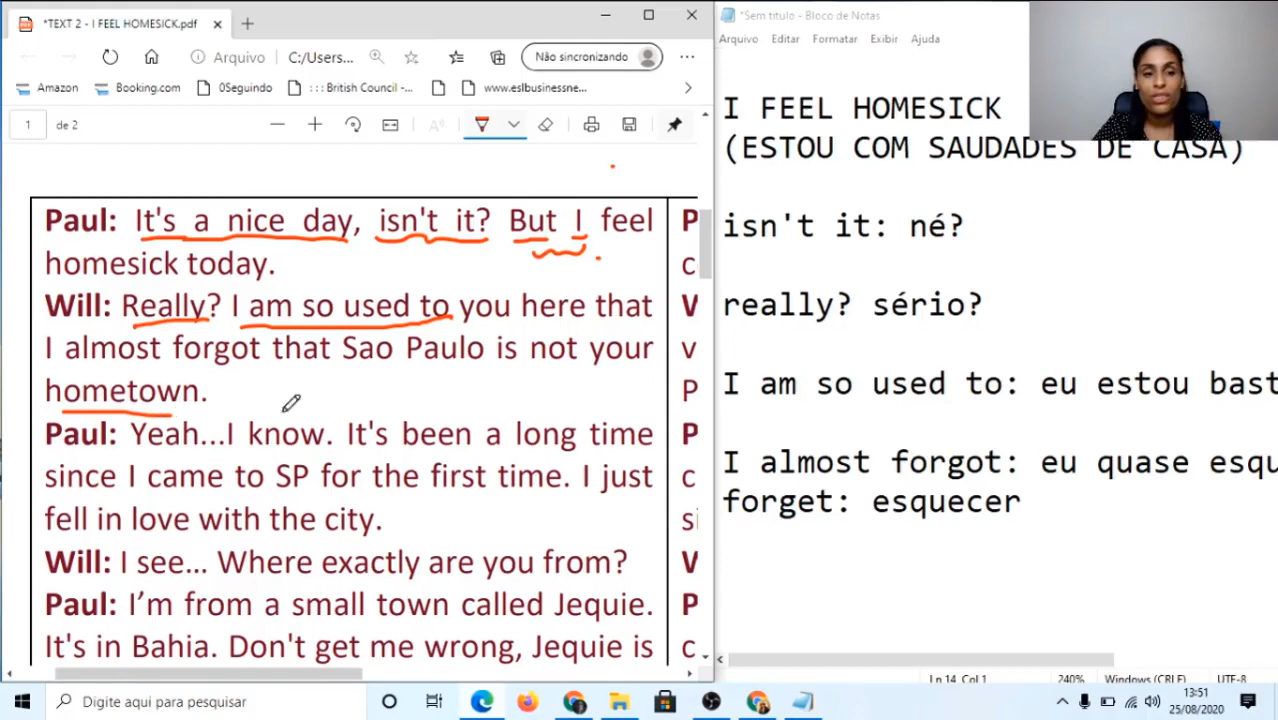 *TEXT 2 - I FEEL HOMESICK.pdf
Arquivo C:/Users... Não sincronizando
Amazon Booking.com 0Seguindo : : : British Council -... www.eslbusinessne...
1 de 2
Paul: It's a nice day, isn't it? But I feel
homesick today.
Will: Really? I am so used to you here that
I almost forgot that Sao Paulo is not your
hometown.
Paul: Yeah...I know. It's been a long time
since I came to SP for the first time. I just
fell in love with the city.
Will: I see... Where exactly are you from?
Paul: I’m from a small town called Jequie.
It's in Bahia. Don't get me wrong, Jequie is
P
c
W
v
P
P
c
si
W
P
c
*Sem título - Bloco de Notas
Arquivo Editar Formatar Exibir Ajuda
I FEEL HOMESICK
(ESTOU COM SAUDADES DE CASA)
isn't it: né?
really? sério?
I am so used to: eu estou bast
I almost forgot: eu quase esqu
forget: esquecer
Ln 14, Col 1 240% Windows (CRLF) UTF-8
Digite aqui para pesquisar
13:51
25/08/2020